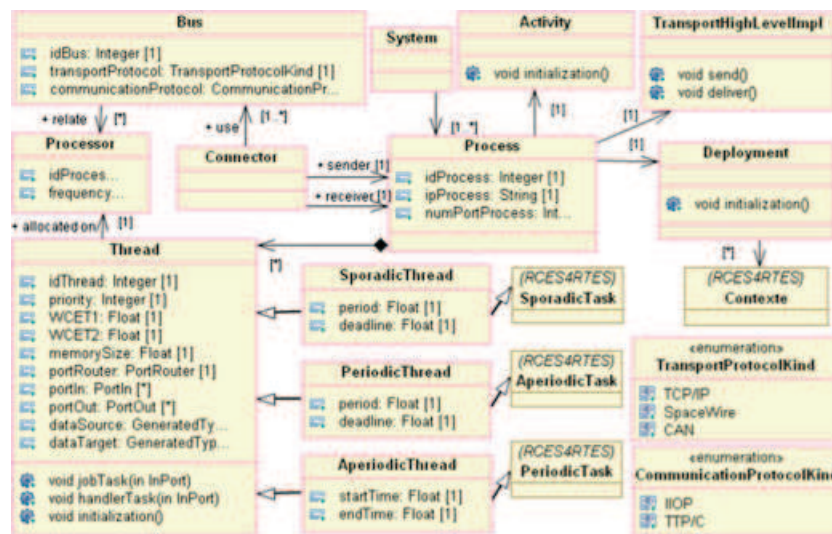 Bus
idBus: Integer [1]
transportProtocol: TransportProtocolKind [1]
communicationProtocol: CommunicationPr...
System
Activity
void initialization()
TransportHighLevelImpl
void send()
void deliver()
+ relate
[*]
+ use
[1..*]
[1..*]
[1]
[1]
[1]
Processor
idProces...
frequency...
Connector
+ sender [1]
+ receiver [1]
Process
idProcess: Integer [1]
ipProcess: String [1]
numPortProcess: Int...
Deployment
void initialization()
+ allocated on
[1]
[*]
[*]
Thread
idThread: Integer [1]
priority: Integer [1]
WCET1: Float [1]
WCET2: Float [1]
memorySize: Float [1]
portRouter: PortRouter [1]
portIn: PortIn [*]
portOut: PortOut [*]
dataSource: GeneratedTy...
dataTarget: GeneratedTyp...
void jobTask(in InPort)
void handlerTask(in InPort)
void initialization()
SporadicThread
period: Float [1]
deadline: Float [1]
(RCES4RTES)
SporadicTask
(RCES4RTES)
Contexte
PeriodicThread
period: Float [1]
deadline: Float [1]
(RCES4RTES)
AperiodicTask
«enumeration»
TransportProtocolKind
TCP/IP
SpaceWire
CAN
AperiodicThread
startTime: Float [1]
endTime: Float [1]
(RCES4RTES)
PeriodicTask
«enumeration»
CommunicationProtocolKind
IIOP
TTP/C